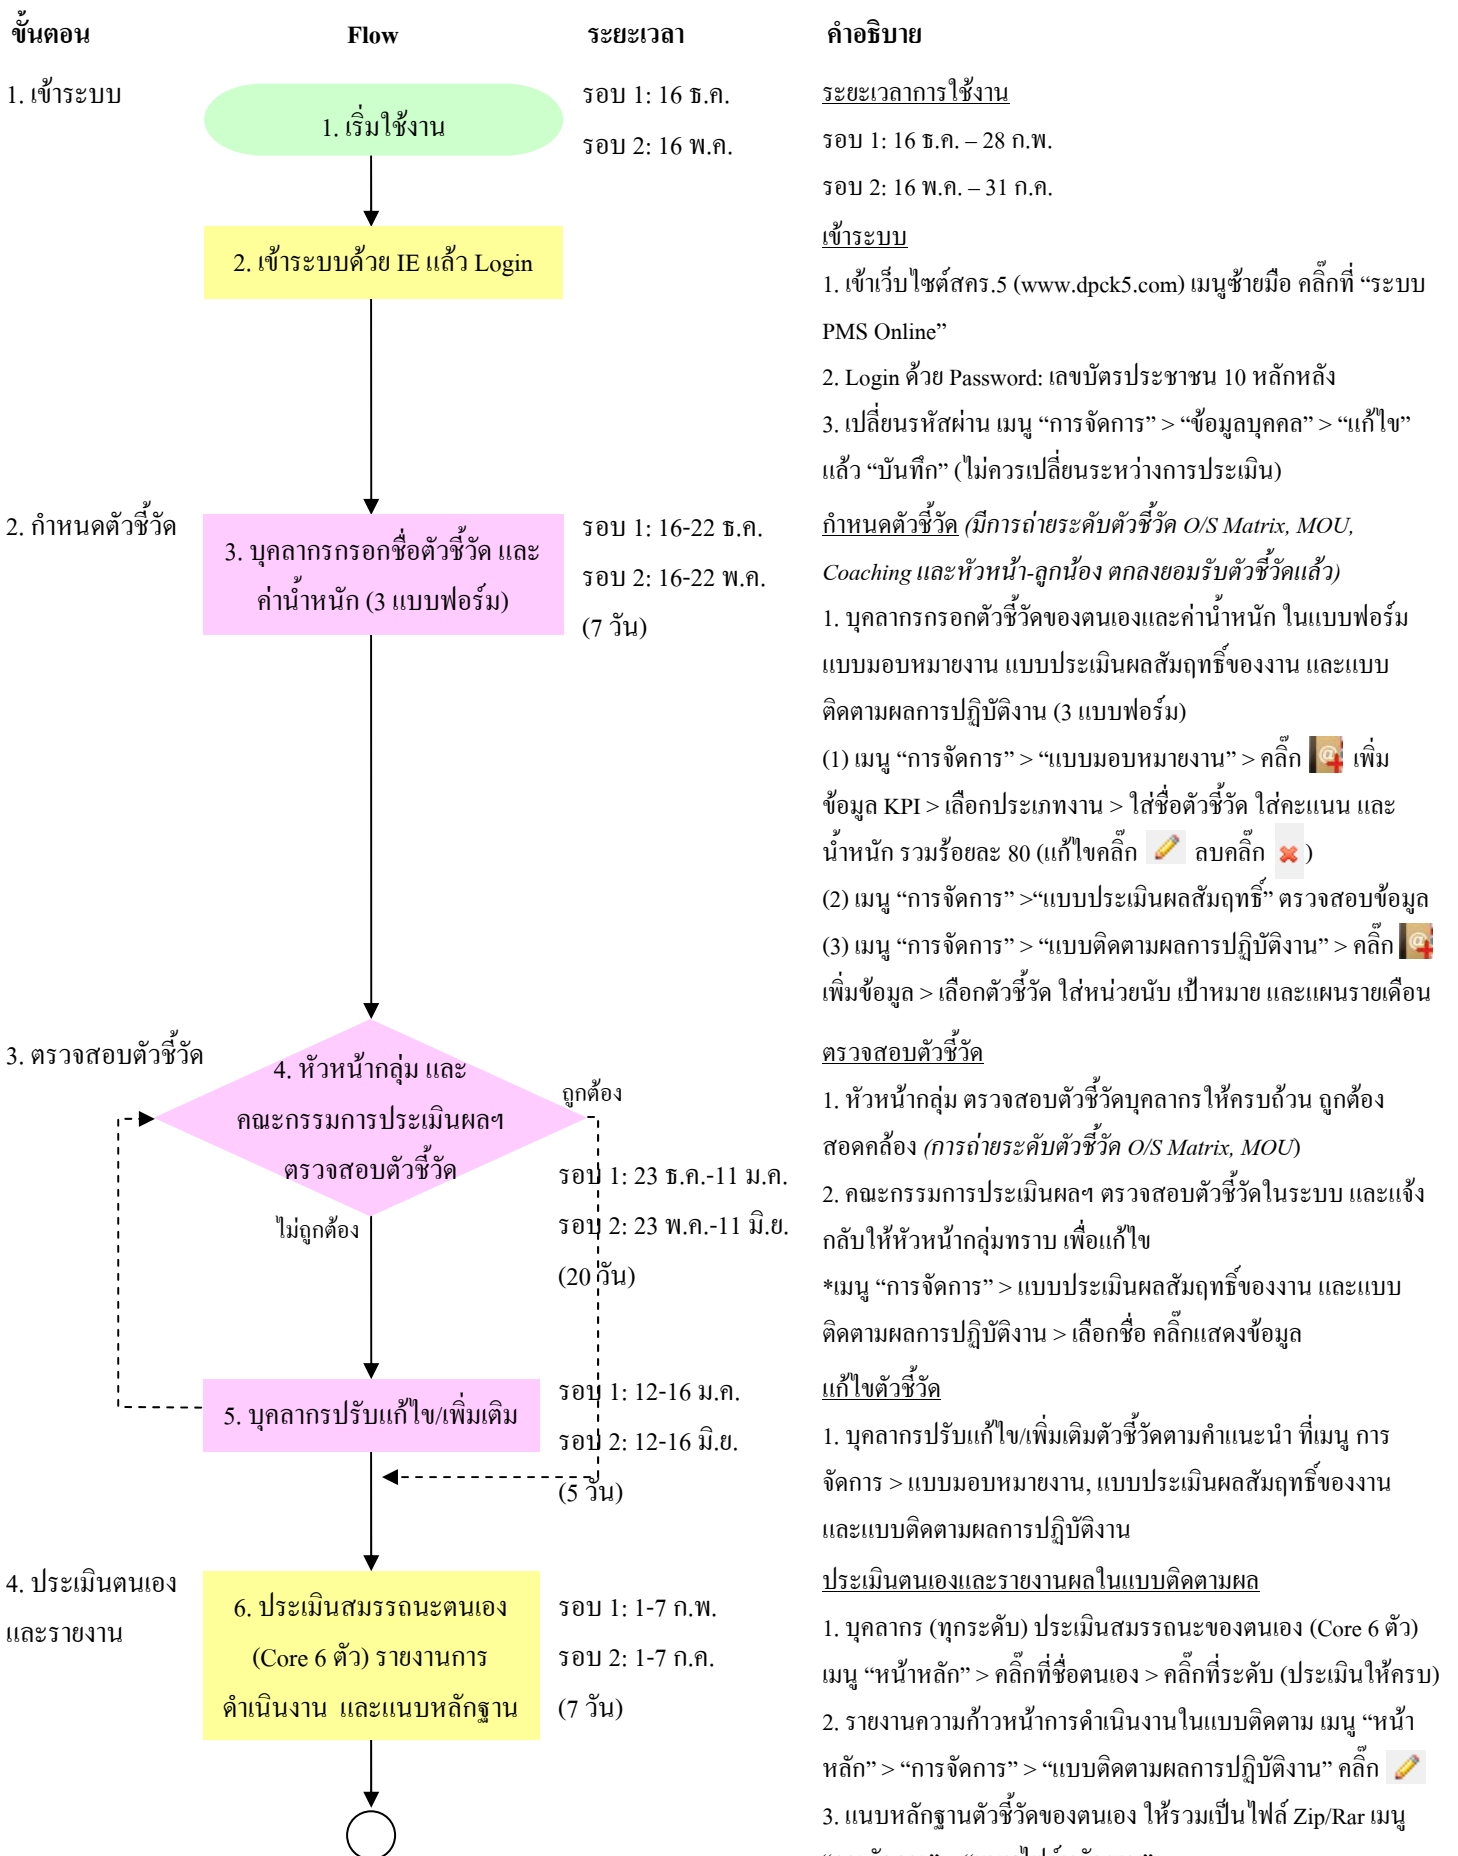 ขั้นตอน Flow ระยะเวลา คำอธิบาย
1. เข้าระบบ
1. เริ่มใช้งาน
รอบ 1: 16 ธ.ค.
รอบ 2: 16 พ.ค.
ระยะเวลาการใช้งาน
รอบ 1: 16 ธ.ค. – 28 ก.พ.
รอบ 2: 16 พ.ค. – 31 ก.ค.
2. เข้าระบบด้วย IE แล้ว Login
เข้าระบบ
1. เข้าเว็บไซต์สคร.5 (www.dpck5.com) เมนูซ้ายมือ คลิ๊กที่ “ระบบ
PMS Online”
2. Login ด้วย Password: เลขบัตรประชาชน 10 หลักหลัง
3. เปลี่ยนรหัสผ่าน เมนู “การจัดการ” > “ข้อมูลบุคคล” > “แก้ไข”
แล้ว “บันทึก” (ไม่ควรเปลี่ยนระหว่างการประเมิน)
2. กำหนดตัวชี้วัด
3. บุคลากรกรอกชื่อตัวชี้วัด และ
ค่าน้ำหนัก (3 แบบฟอร์ม)
รอบ 1: 16-22 ธ.ค.
รอบ 2: 16-22 พ.ค.
(7 วัน)
กำหนดตัวชี้วัด (มีการถ่ายระดับตัวชี้วัด O/S Matrix, MOU,
Coaching และหัวหน้า-ลูกน้อง ตกลงยอมรับตัวชี้วัดแล้ว)
1. บุคลากรกรอกตัวชี้วัดของตนเองและค่าน้ำหนัก ในแบบฟอร์ม
แบบมอบหมายงาน แบบประเมินผลสัมฤทธิ์ของงาน และแบบ
ติดตามผลการปฏิบัติงาน (3 แบบฟอร์ม)
(1) เมนู “การจัดการ” > “แบบมอบหมายงาน” > คลิ๊ก เพิ่ม
ข้อมูล KPI > เลือกประเภทงาน > ใส่ชื่อตัวชี้วัด ใส่คะแนน และ
น้ำหนัก รวมร้อยละ 80 (แก้ไขคลิ๊ก ลบคลิ๊ก )
(2) เมนู “การจัดการ” >“แบบประเมินผลสัมฤทธิ์” ตรวจสอบข้อมูล
(3) เมนู “การจัดการ” > “แบบติดตามผลการปฏิบัติงาน” > คลิ๊ก
เพิ่มข้อมูล > เลือกตัวชี้วัด ใส่หน่วยนับ เป้าหมาย และแผนรายเดือน
3. ตรวจสอบตัวชี้วัด
4. หัวหน้ากลุ่ม และ
คณะกรรมการประเมินผลฯ
ตรวจสอบตัวชี้วัด
ถูกต้อง
ไม่ถูกต้อง
รอบ 1: 23 ธ.ค.-11 ม.ค.
รอบ 2: 23 พ.ค.-11 มิ.ย.
(20 วัน)
ตรวจสอบตัวชี้วัด
1. หัวหน้ากลุ่ม ตรวจสอบตัวชี้วัดบุคลากรให้ครบถ้วน ถูกต้อง
สอดคล้อง (การถ่ายระดับตัวชี้วัด O/S Matrix, MOU)
2. คณะกรรมการประเมินผลฯ ตรวจสอบตัวชี้วัดในระบบ และแจ้ง
กลับให้หัวหน้ากลุ่มทราบ เพื่อแก้ไข
*เมนู “การจัดการ” > แบบประเมินผลสัมฤทธิ์ของงาน และแบบ
ติดตามผลการปฏิบัติงาน > เลือกชื่อ คลิ๊กแสดงข้อมูล
5. บุคลากรปรับแก้ไข/เพิ่มเติม
รอบ 1: 12-16 ม.ค.
รอบ 2: 12-16 มิ.ย.
(5 วัน)
แก้ไขตัวชี้วัด
1. บุคลากรปรับแก้ไข/เพิ่มเติมตัวชี้วัดตามคำแนะนำ ที่เมนู การ
จัดการ > แบบมอบหมายงาน, แบบประเมินผลสัมฤทธิ์ของงาน
และแบบติดตามผลการปฏิบัติงาน
4. ประเมินตนเอง
และรายงาน
6. ประเมินสมรรถนะตนเอง
(Core 6 ตัว) รายงานการ
ดำเนินงาน และแนบหลักฐาน
รอบ 1: 1-7 ก.พ.
รอบ 2: 1-7 ก.ค.
(7 วัน)
ประเมินตนเองและรายงานผลในแบบติดตามผล
1. บุคลากร (ทุกระดับ) ประเมินสมรรถนะของตนเอง (Core 6 ตัว)
เมนู “หน้าหลัก” > คลิ๊กที่ชื่อตนเอง > คลิ๊กที่ระดับ (ประเมินให้ครบ)
2. รายงานความก้าวหน้าการดำเนินงานในแบบติดตาม เมนู “หน้า
หลัก” > “การจัดการ” > “แบบติดตามผลการปฏิบัติงาน” คลิ๊ก
3. แนบหลักฐานตัวชี้วัดของตนเอง ให้รวมเป็นไฟล์ Zip/Rar เมนู